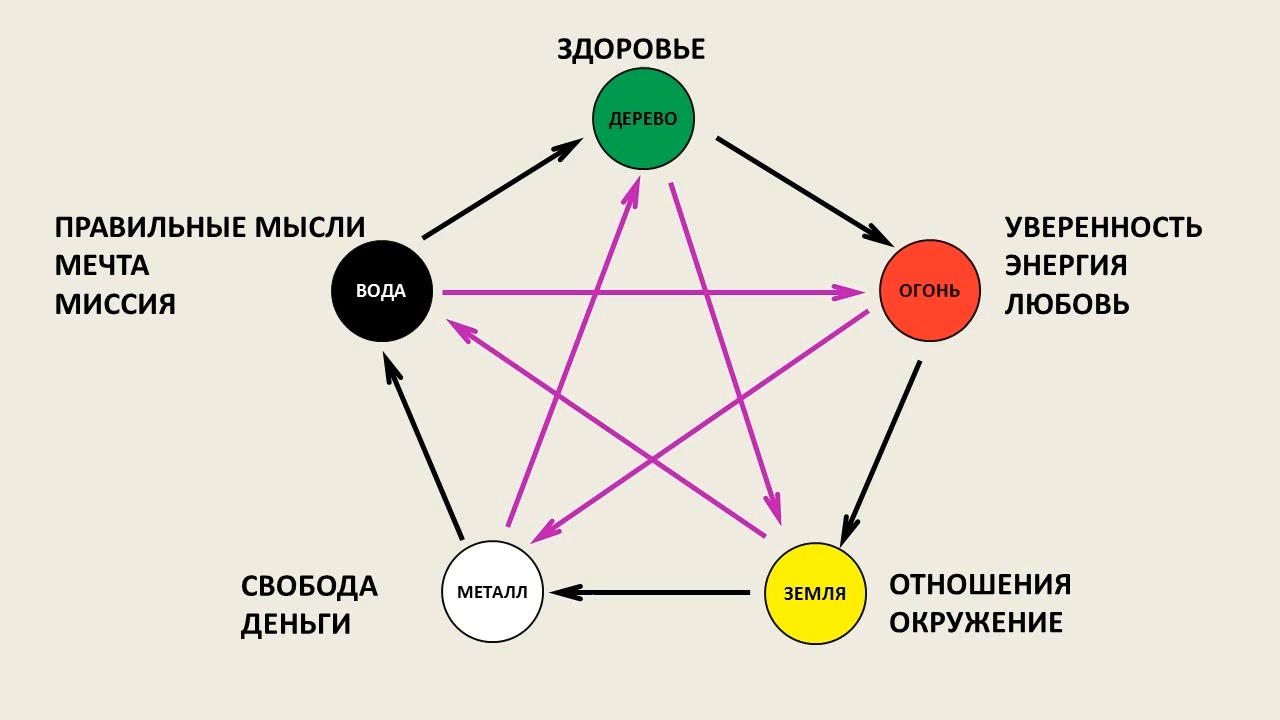 ЗДОРОВЬЕ
ДЕРЕВО
ПРАВИЛЬНЫЕ МЫСЛИ
МЕЧТА
МИССИЯ
ВОДА
ОГОНЬ
УВЕРЕННОСТЬ
ЭНЕРГИЯ
ЛЮБОВЬ
СВОБОДА
ДЕНЬГИ
МЕТАЛЛ
ЗЕМЛЯ
ОТНОШЕНИЯ
ОКРУЖЕНИЕ